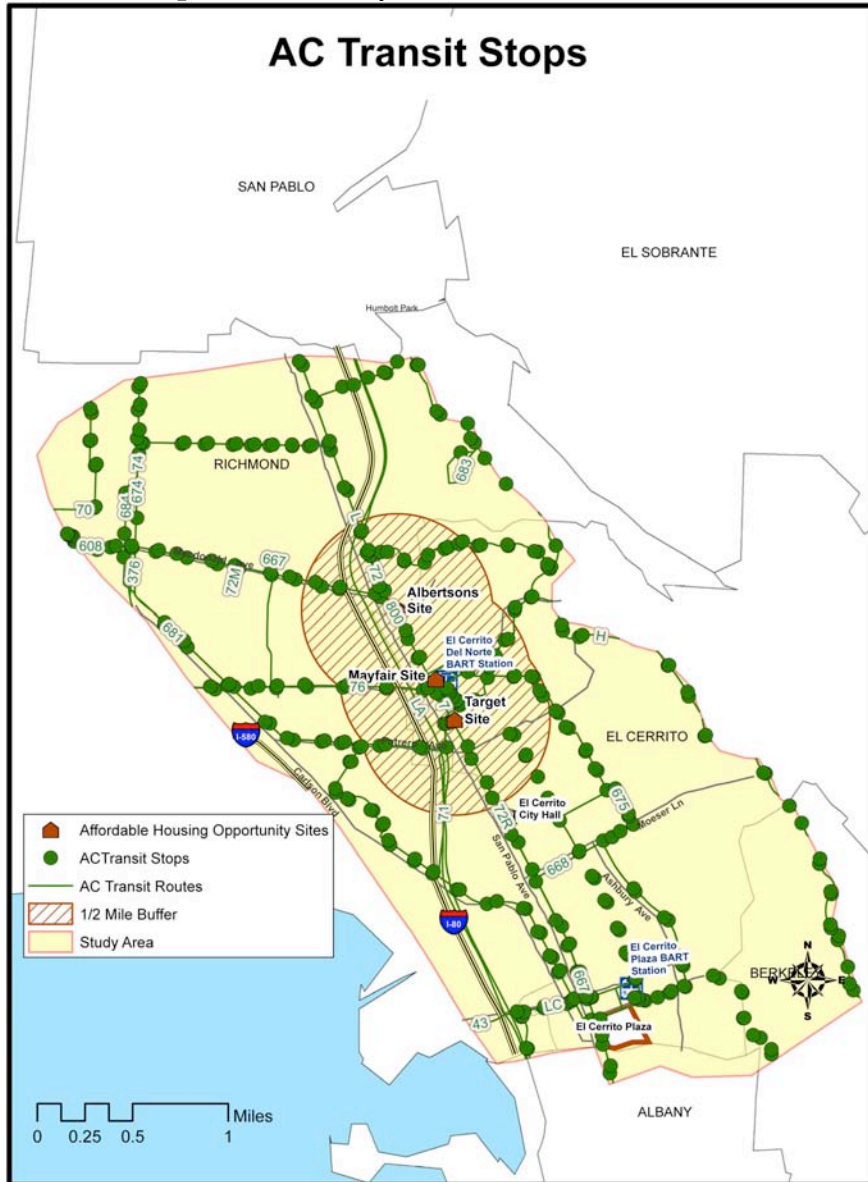 AC Transit Stops
SAN PABLO
EL SOBRANTE
Humbolt Park
RICHMOND
683
74
674
684
70
608
376
667
72M
L
72
800
Albertsons
Site
El Cerrito
Del Norte
BART Station
H
681
Mayfair Site
76
LA
7
Target
Site
I-580
Carlson Blvd
EL CERRITO
675
El Cerrito
City Hall
Moeser Ln
71
72R
San Pablo Ave
668
Ashbury Ave
I-80
El Cerrito
Plaza BART
Station
BERKELEY
N
W
E
S
667
LC
43
El Cerrito Plaza
ALBANY
Affordable Housing Opportunity Sites
ACTransit Stops
AC Transit Routes
1/2 Mile Buffer
Study Area
Miles
0 0.25 0.5 1